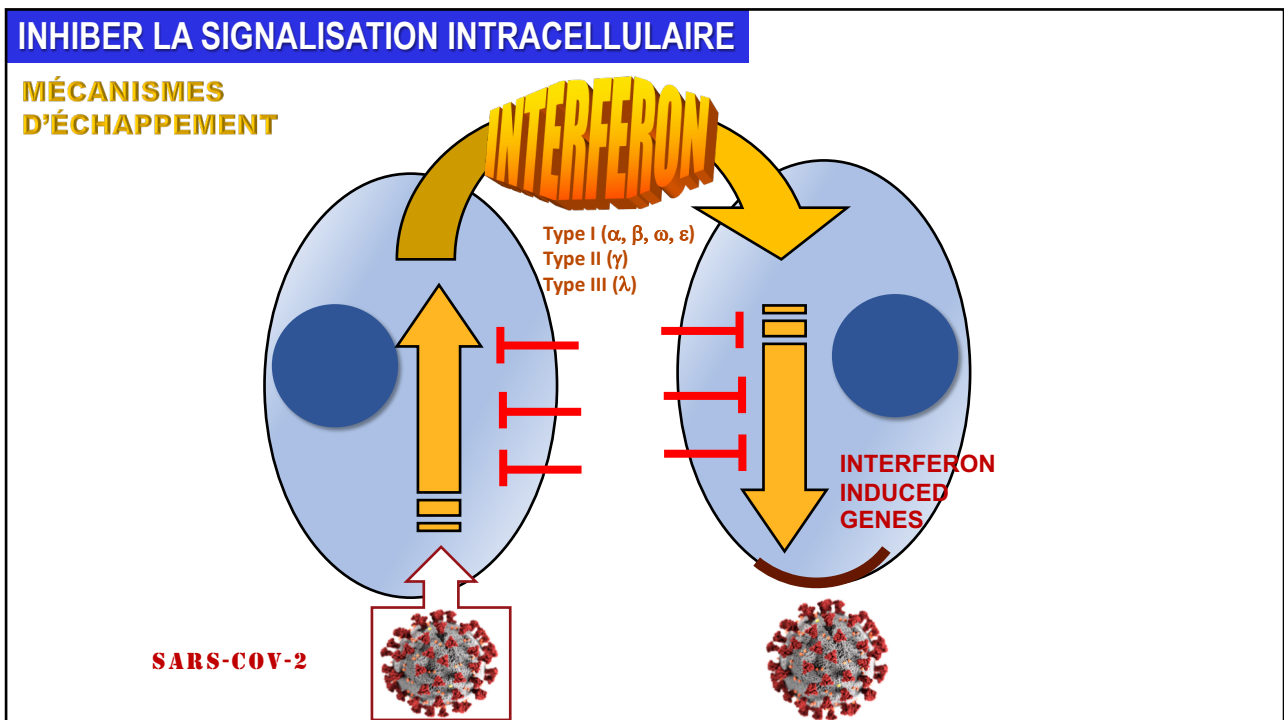 INHIBER LA SIGNALISATION INTRACELLULAIRE
MÉCANISMES
D'ÉCHAPPEMENT
INTERFERON
Type I (α, β, ω, ε)
Type II (γ)
Type III (λ)
INTERFERON
INDUCED
GENES
SARS-COV-2